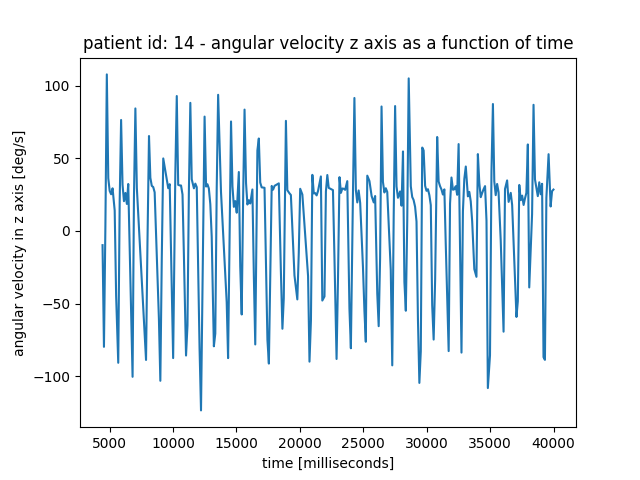 patient id: 14 - angular velocity z axis as a function of time
angular velocity in z axis [deg/s]
100
50
0
−50
−100
5000 10000 15000 20000 25000 30000 35000 40000
time [milliseconds]